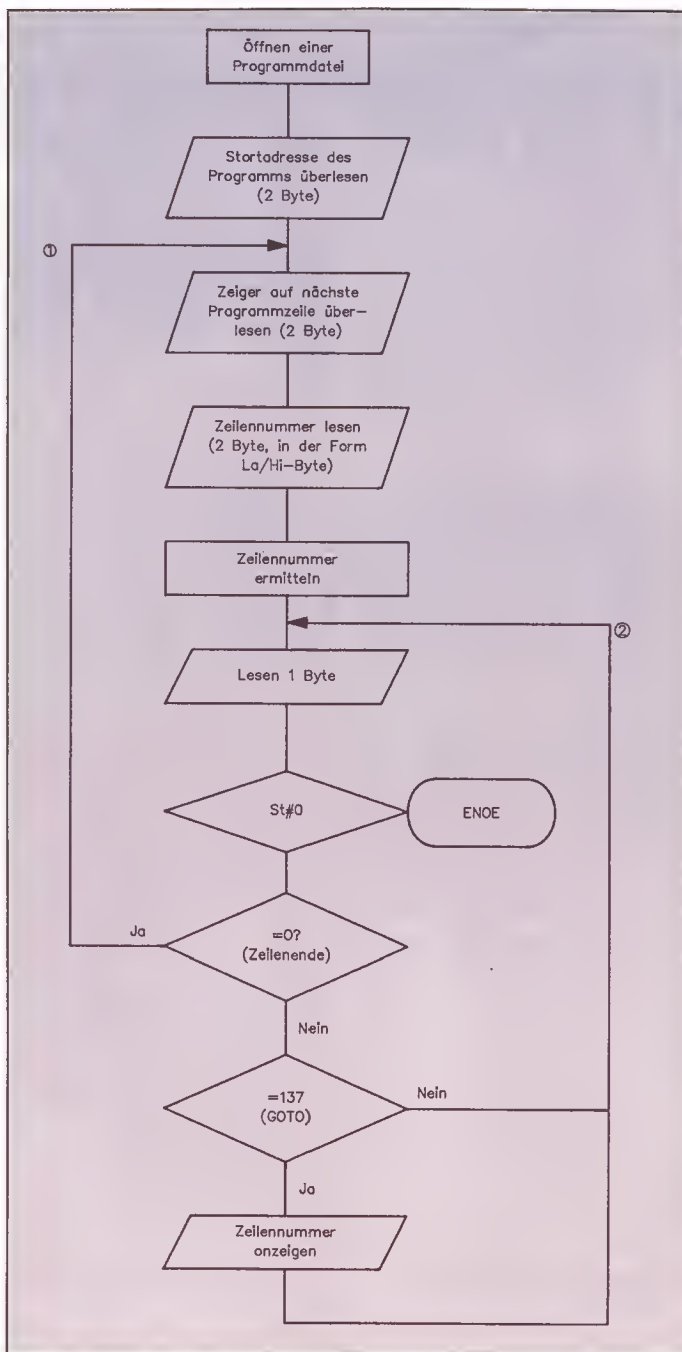 Öffnen einer
Programmdatei
Stortadresse des
Programms überlesen
(2 Byte)
①
Zeiger auf nächste
Pragrammzeile über-
lesen (2 Byte)
Zeilennummer lesen
(2 Byte, in der Form
La/Hi-Byte)
Zeilennummer
ermitteln
②
Lesen 1 Byte
St#0
ENOE
Ja
=0?
(Zeilenende)
Nein
=137
(GOTO)
Nein
Ja
Zeilennummer
onzeigen